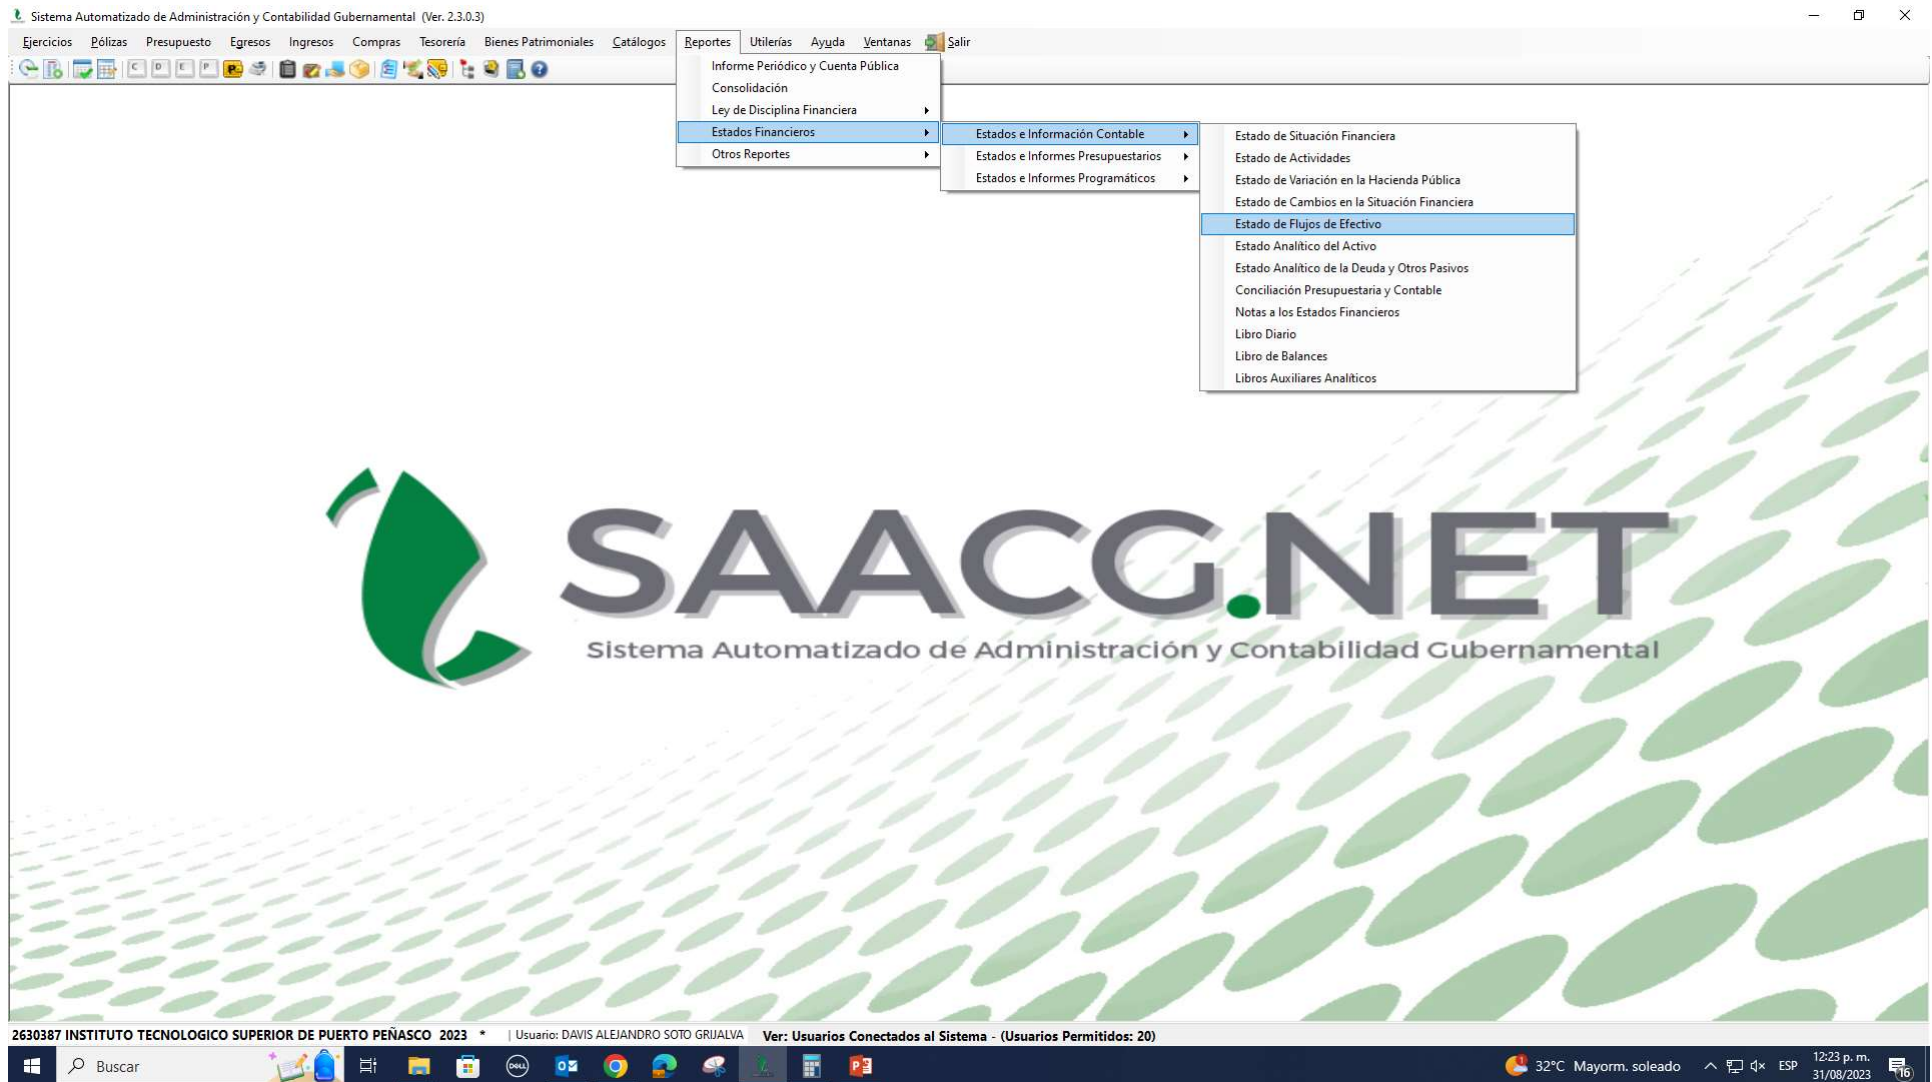 Sistema Automatizado de Administración y Contabilidad Gubernamental (Ver. 2.3.0.3)
Ejercicios Pólizas Presupuesto Egresos Ingresos Compras Tesorería Bienes Patrimoniales Catálogos Reportes Utilerías Ayuda Ventanas Salir
C D E P
Informe Periódico y Cuenta Pública
Consolidación
Ley de Disciplina Financiera
Estados Financieros
Otros Reportes
Estados e Información Contable
Estados e Informes Presupuestarios
Estados e Informes Programáticos
Estado de Situación Financiera
Estado de Actividades
Estado de Variación en la Hacienda Pública
Estado de Cambios en la Situación Financiera
Estado de Flujos de Efectivo
Estado Analítico del Activo
Estado Analítico de la Deuda y Otros Pasivos
Conciliación Presupuestaria y Contable
Notas a los Estados Financieros
Libro Diario
Libro de Balances
Libros Auxiliares Analíticos
SAACG.NET
Sistema Automatizado de Administración y Contabilidad Gubernamental
2630387 INSTITUTO TECNOLOGICO SUPERIOR DE PUERTO PEÑASCO 2023 * | Usuario: DAVIS ALEJANDRO SOTO GRIJALVA Ver: Usuarios Conectados al Sistema - (Usuarios Permitidos: 20)
Buscar
32°C Mayorm. soleado
ESP
12:23 p. m.
31/08/2023
16